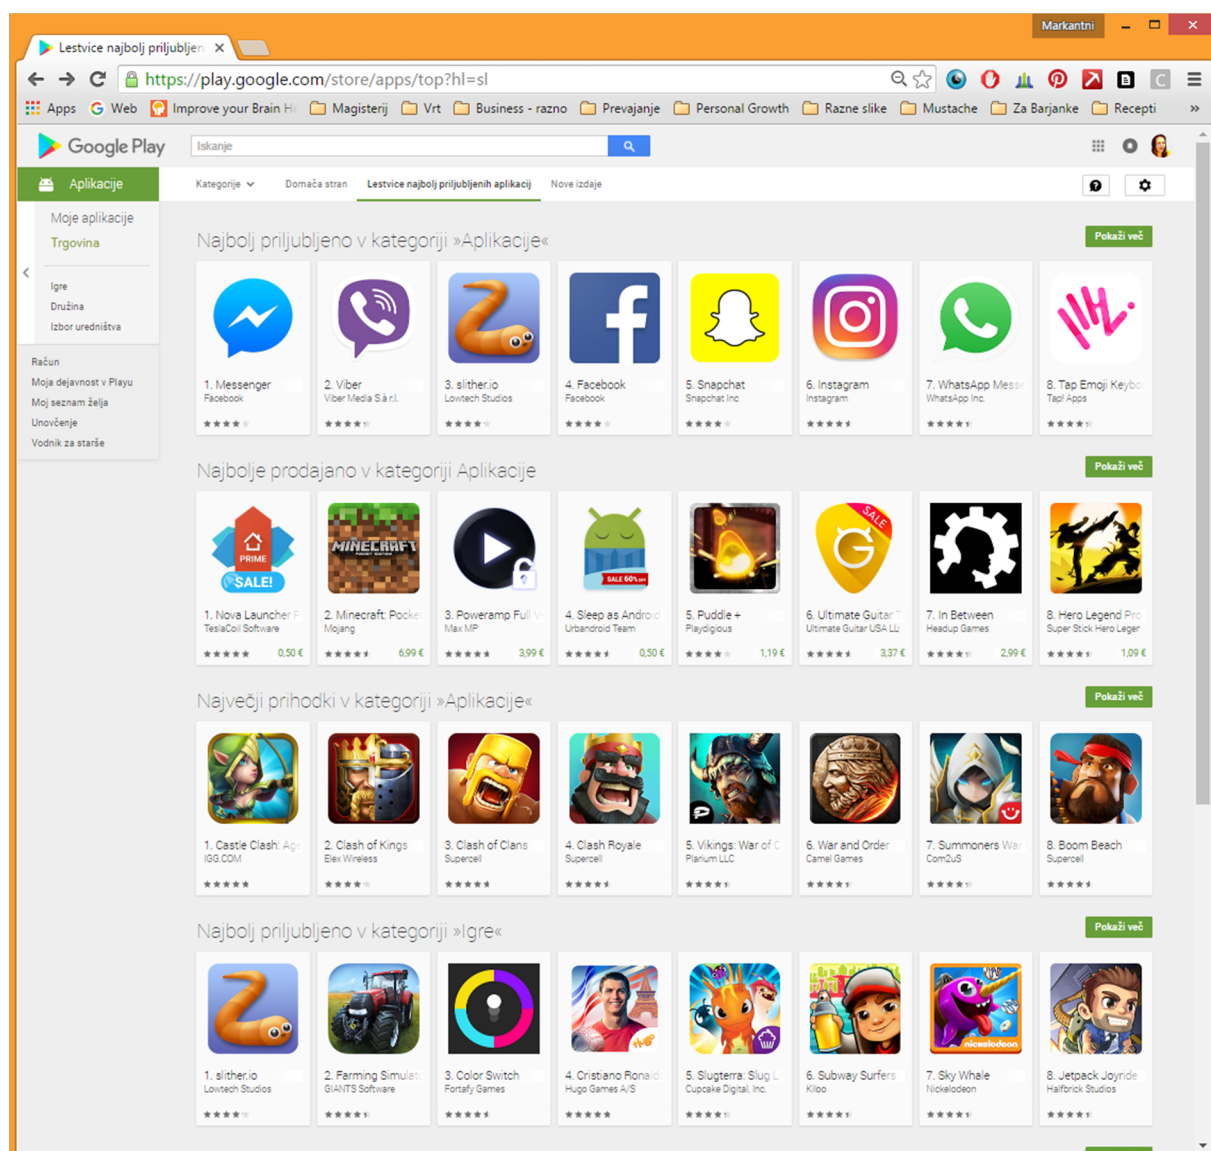 Markantni
Lestvice najbolj priljubljen
https://play.google.com/store/apps/top?hl=sl
Apps Web Improve your Brain He Magisterij Vrt Business - razno Prevajanje Personal Growth Razne slike Mustache Za Barjanke Recepti »
Google Play Iskanje
Aplikacije Kategorije Domača stran Lestvice najbolj priljubljenih aplikacij Nove izdaje
Moje aplikacije
Trgovina
Igre
Družina
Izbor uredništva
Račun
Moja dejavnost v Playu
Moj seznam želja
Unovčenje
Vodnik za starše
Najbolj priljubljeno v kategoriji »Aplikacije« Pokaži več
1. Messenger 2. Viber 3. slither.io 4. Facebook 5. Snapchat 6. Instagram 7. WhatsApp Messe 8. Tap Emoji Keybo
Facebook Viber Media S.à r.l. Lowtech Studios Facebook Snapchat Inc Instagram WhatsApp Inc. Tap! Apps
Najbolje prodajano v kategoriji Aplikacije Pokaži več
PRIME
SALE!
MINECRAFT
POCKET EDITION
SALE 60% OFF
SALE
G
1. Nova Launcher P 2. Minecraft: Pocket 3. Poweramp Full V 4. Sleep as Android 5. Puddle + 6. Ultimate Guitar T 7. In Between 8. Hero Legend Pro
TeslaCoil Software Mojang Max MP Urbandroid Team Playdigious Ultimate Guitar USA LL Headup Games Super Stick Hero Leger
0,50 € 6,99 € 3,99 € 0,50 € 1,19 € 3,37 € 2,99 € 1,09 €
Največji prihodki v kategoriji »Aplikacije« Pokaži več
1. Castle Clash: Age 2. Clash of Kings 3. Clash of Clans 4. Clash Royale 5. Vikings: War of C 6. War and Order 7. Summoners War 8. Boom Beach
IGG.COM Elex Wireless Supercell Supercell Plarium LLC Camel Games Com2uS Supercell
Najbolj priljubljeno v kategoriji »Igre« Pokaži več
nickelodeon
1. slither.io 2. Farming Simulato 3. Color Switch 4. Cristiano Ronald 5. Slugterra: Slug L 6. Subway Surfers 7. Sky Whale 8. Jetpack Joyride
Lowtech Studios GIANTS Software Fortafy Games Hugo Games A/S Cupcake Digital, Inc. Kiloo Nickelodeon Halfbrick Studios